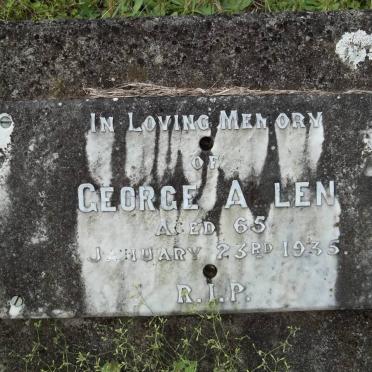 IN LOVING MEMORY
OF
GEORGE A LEN
AGED 65
JANUARY 23RD 1935.
R.I.P.